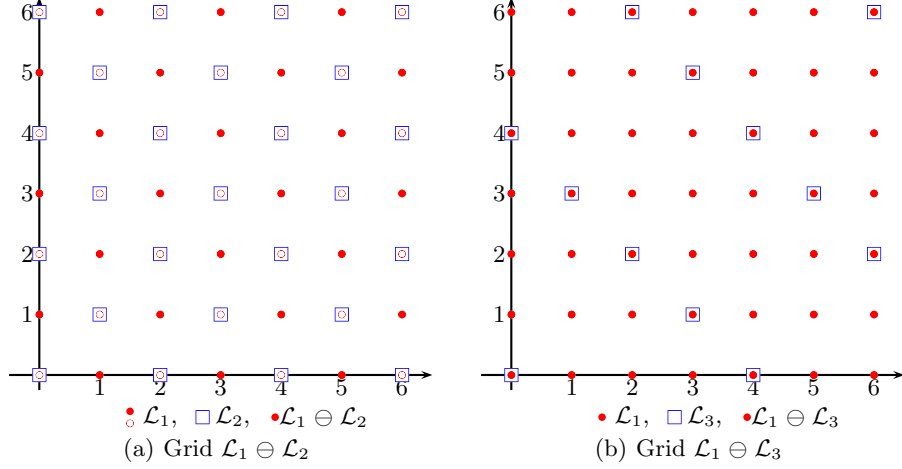 6
5
4
3
2
1
1 2 3 4 5 6
ℒ₁, ℒ₂, ℒ₁ ⊖ ℒ₂
(a) Grid ℒ₁ ⊖ ℒ₂
6
5
4
3
2
1
1 2 3 4 5 6
ℒ₁, ℒ₃, ℒ₁ ⊖ ℒ₃
(b) Grid ℒ₁ ⊖ ℒ₃